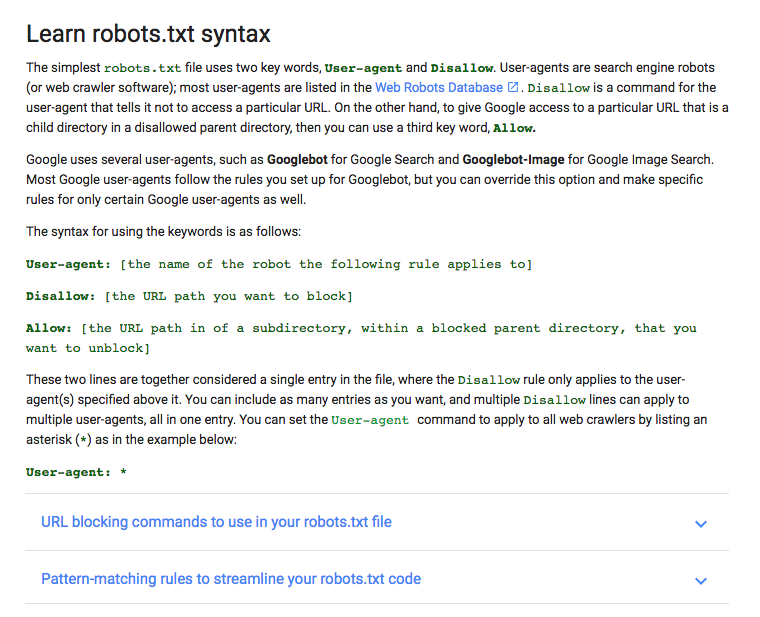 Learn robots.txt syntax
The simplest robots.txt file uses two key words, User-agent and Disallow. User-agents are search engine robots
(or web crawler software); most user-agents are listed in the Web Robots Database. Disallow is a command for the
user-agent that tells it not to access a particular URL. On the other hand, to give Google access to a particular URL that is a
child directory in a disallowed parent directory, then you can use a third key word, Allow.
Google uses several user-agents, such as Googlebot for Google Search and Googlebot-Image for Google Image Search.
Most Google user-agents follow the rules you set up for Googlebot, but you can override this option and make specific
rules for only certain Google user-agents as well.
The syntax for using the keywords is as follows:
User-agent: [the name of the robot the following rule applies to]
Disallow: [the URL path you want to block]
Allow: [the URL path in of a subdirectory, within a blocked parent directory, that you
want to unblock]
These two lines are together considered a single entry in the file, where the Disallow rule only applies to the user-
agent(s) specified above it. You can include as many entries as you want, and multiple Disallow lines can apply to
multiple user-agents, all in one entry. You can set the User-agent command to apply to all web crawlers by listing an
asterisk (*) as in the example below:
User-agent: *
URL blocking commands to use in your robots.txt file
Pattern-matching rules to streamline your robots.txt code